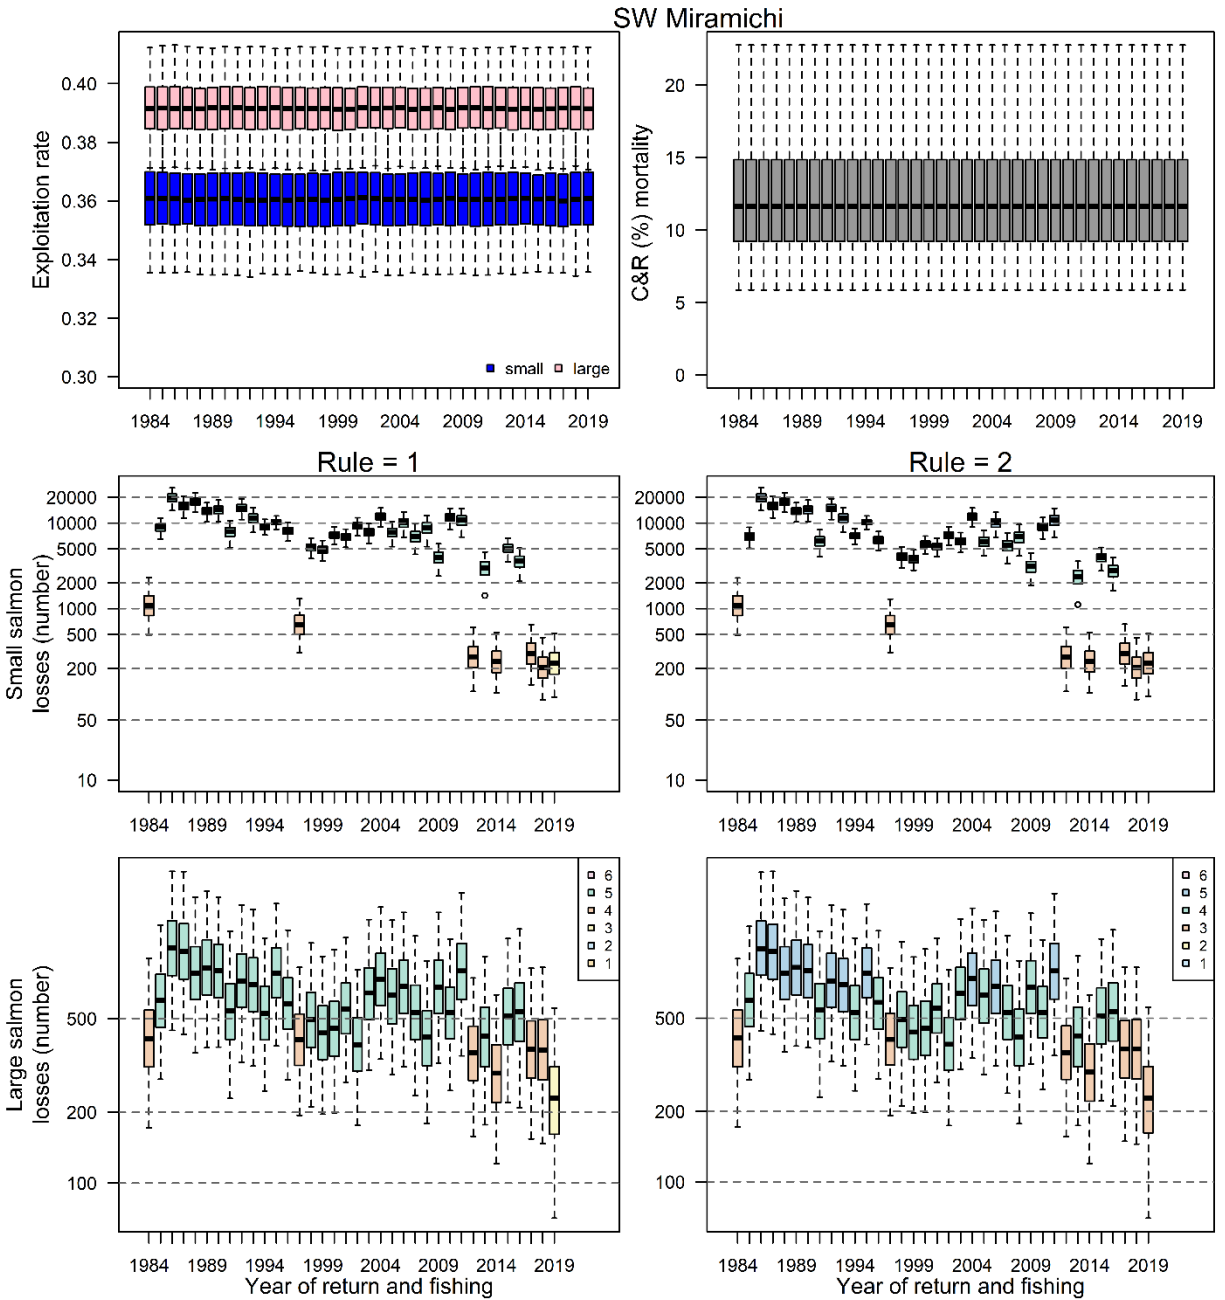 SW Miramichi
Exploitation rate
0.40
0.38
0.36
0.34
0.32
0.30
small large
1984 1989 1994 1999 2004 2009 2014 2019
C&R (%) mortality
20
15
10
5
0
1984 1989 1994 1999 2004 2009 2014 2019
Rule = 1
Small salmon
losses (number)
20000
10000
5000
2000
1000
500
200
50
10
1984 1989 1994 1999 2004 2009 2014 2019
Rule = 2
20000
10000
5000
2000
1000
500
200
50
10
1984 1989 1994 1999 2004 2009 2014 2019
Large salmon
losses (number)
500
200
100
6
5
4
3
2
1
1984 1989 1994 1999 2004 2009 2014 2019
Year of return and fishing
500
200
100
6
5
4
3
2
1
1984 1989 1994 1999 2004 2009 2014 2019
Year of return and fishing